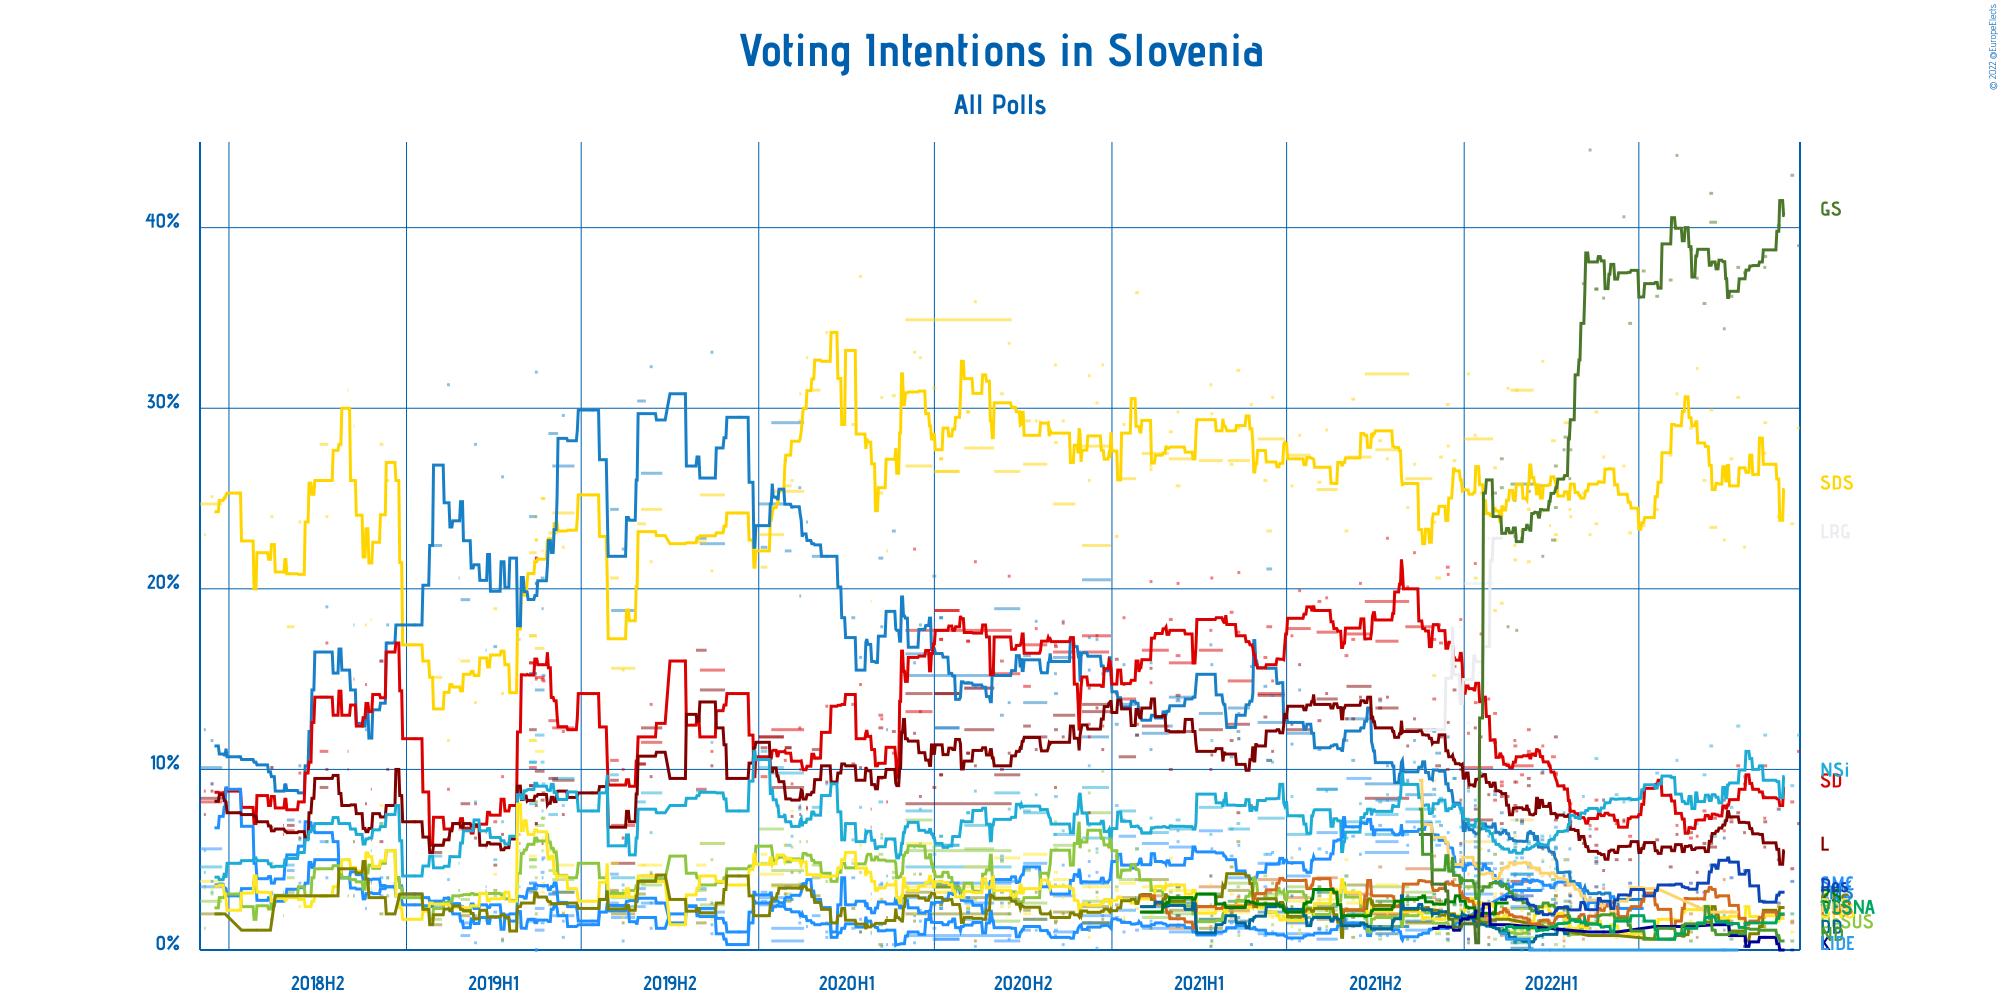 Voting Intentions in Slovenia
All Polls
© 2022 @EuropeElects
40%
30%
20%
10%
0%
GS
SDS
LRG
NSi
SD
L
VESNA
2018H2
2019H1
2019H2
2020H1
2020H2
2021H1
2021H2
2022H1